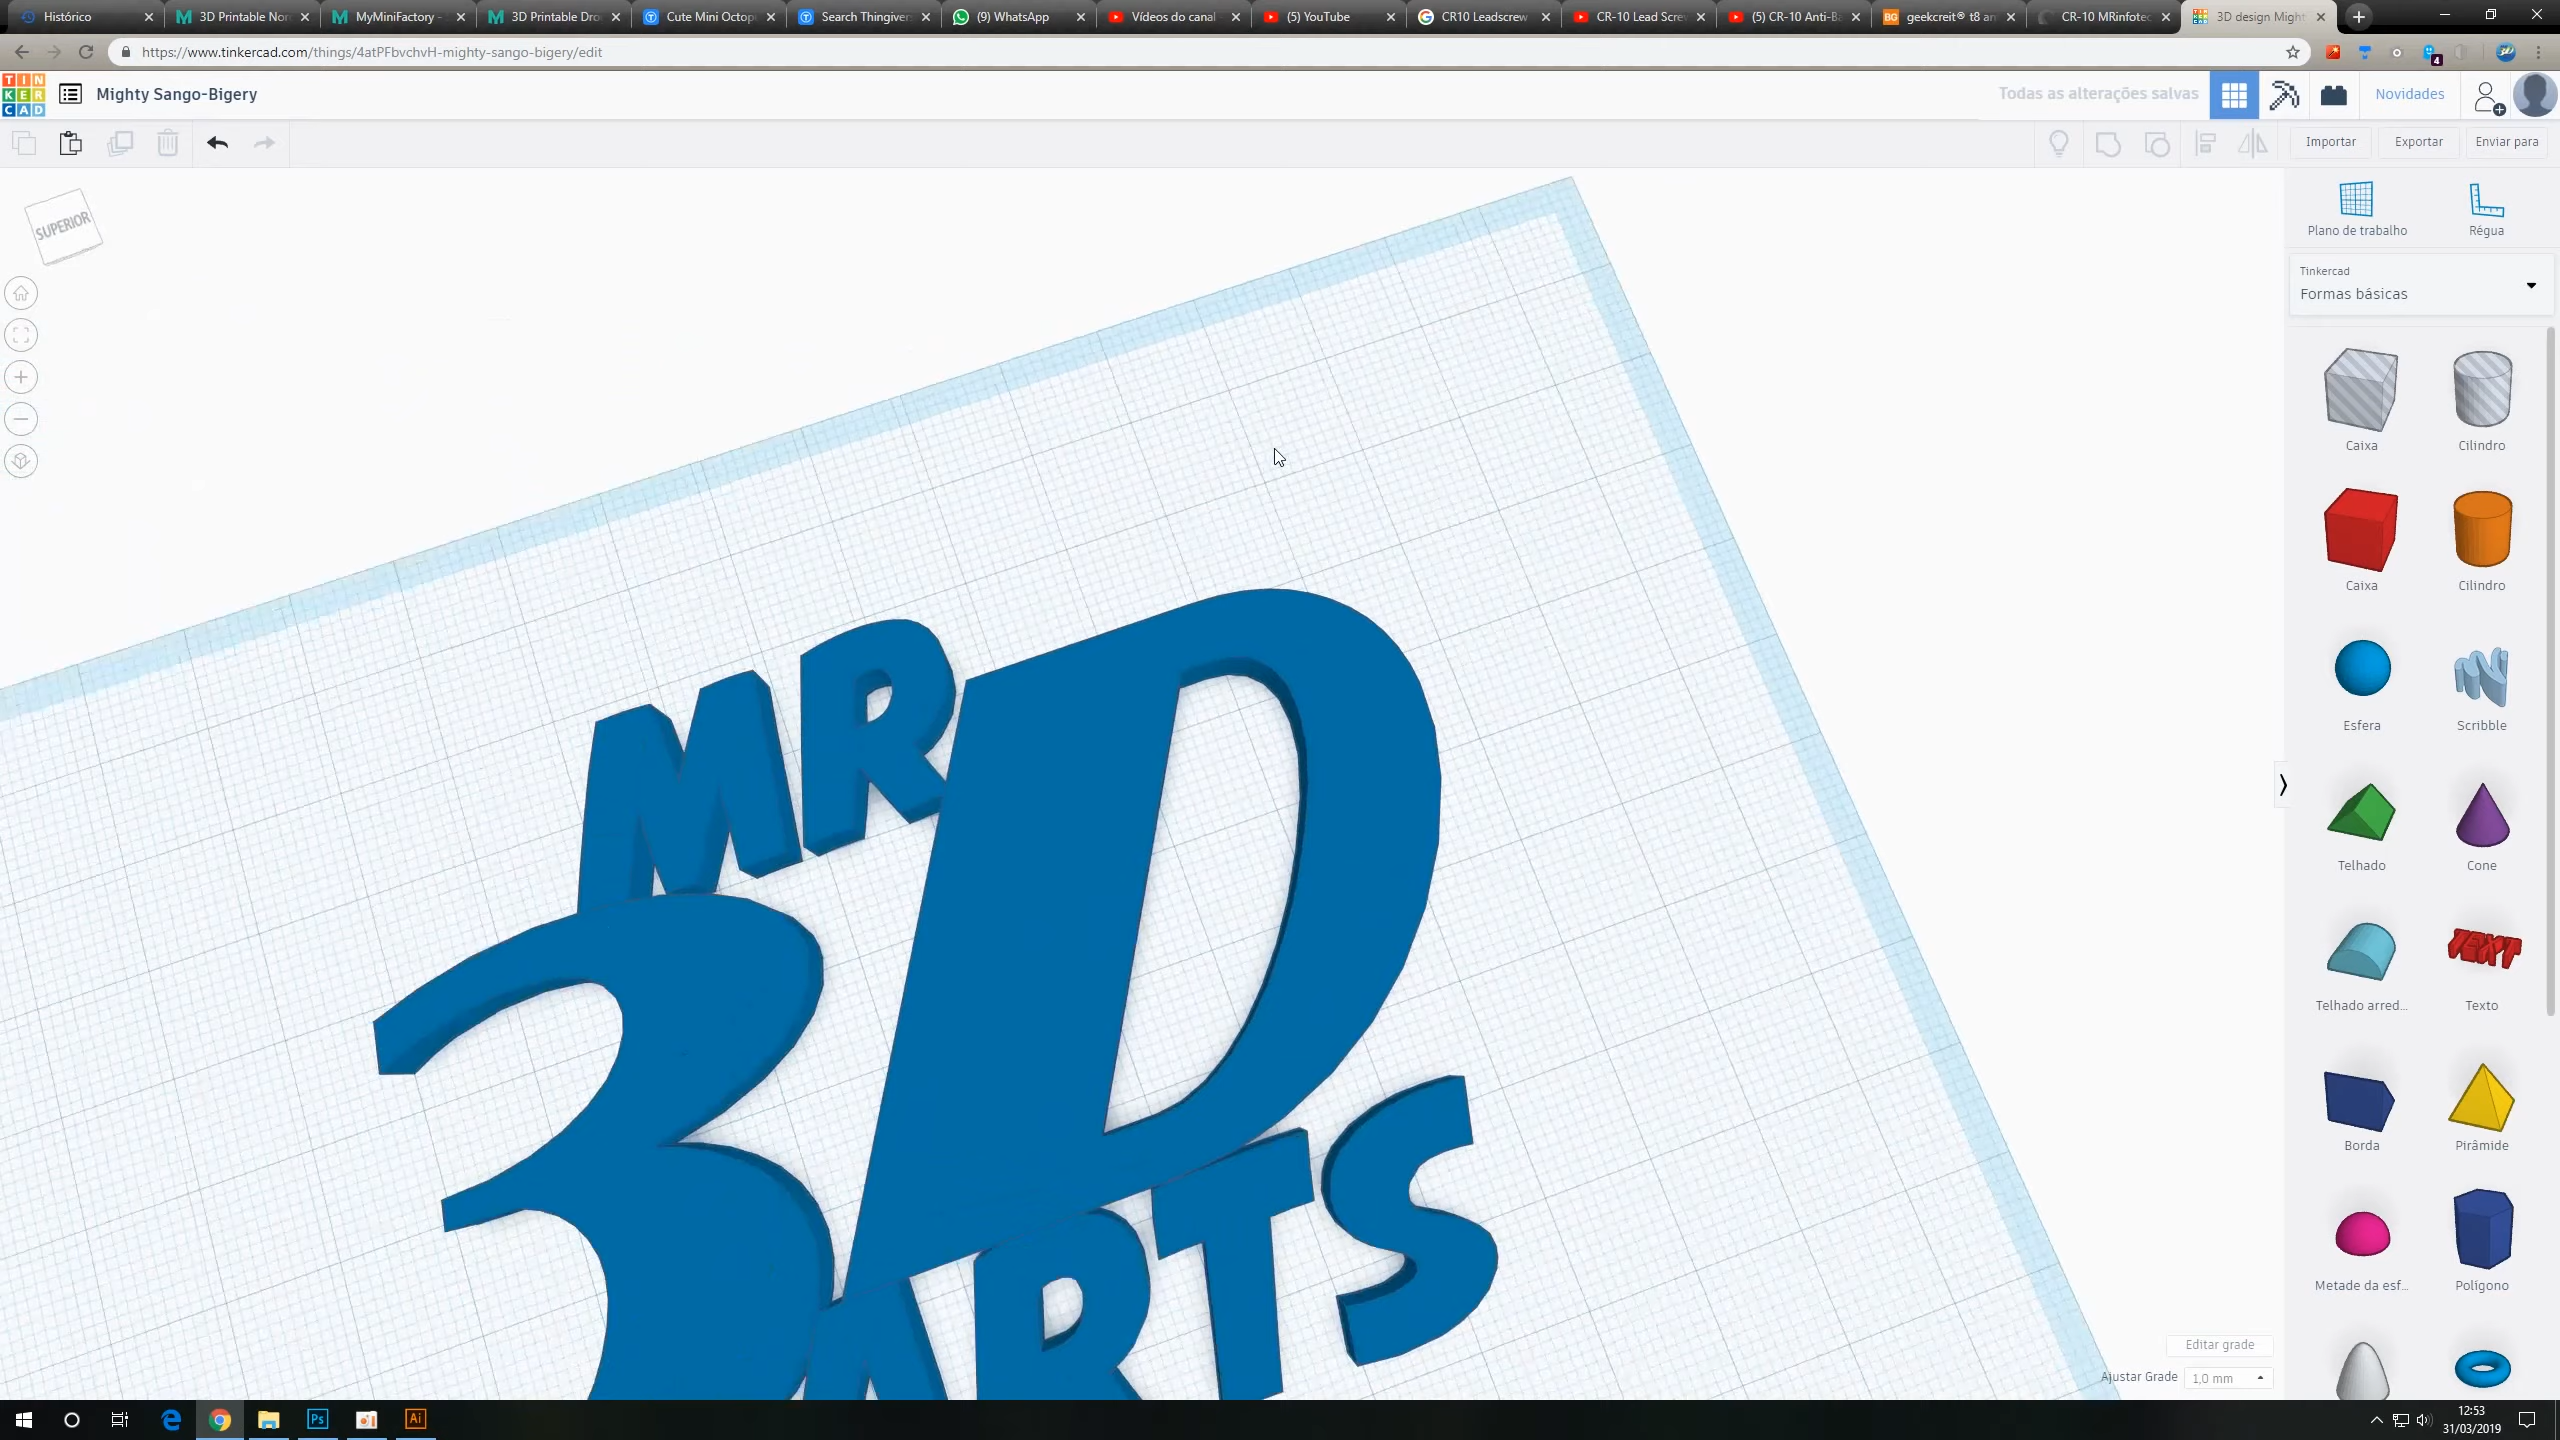 Histórico
3D Printable Nor
MyMiniFactory -
3D Printable Dro
Cute Mini Octop
Search Thingiver
(9) WhatsApp
Vídeos do canal
(5) YouTube
CR10 Leadscrew
CR-10 Lead Scre
(5) CR-10 Anti-Ba
geekcreit® t8 an
CR-10 MRinfotec
3D design Might
https://www.tinkercad.com/things/4atPFbvchvH-mighty-sango-bigery/edit
4
TIN
KER
CAD
Mighty Sango-Bigery
Todas as alterações salvas
Novidades
Importar
Exportar
Enviar para
SUPERIOR
Plano de trabalho
Régua
Tinkercad
Formas básicas
Caixa
Cilindro
Caixa
Cilindro
Esfera
Scribble
Telhado
Cone
Telhado arred...
TEXT
Texto
Borda
Pirâmide
Metade da esf...
Polígono
MR
3D
ARTS
Editar grade
Ajustar Grade
1,0 mm
Ps
Ai
12:53
31/03/2019